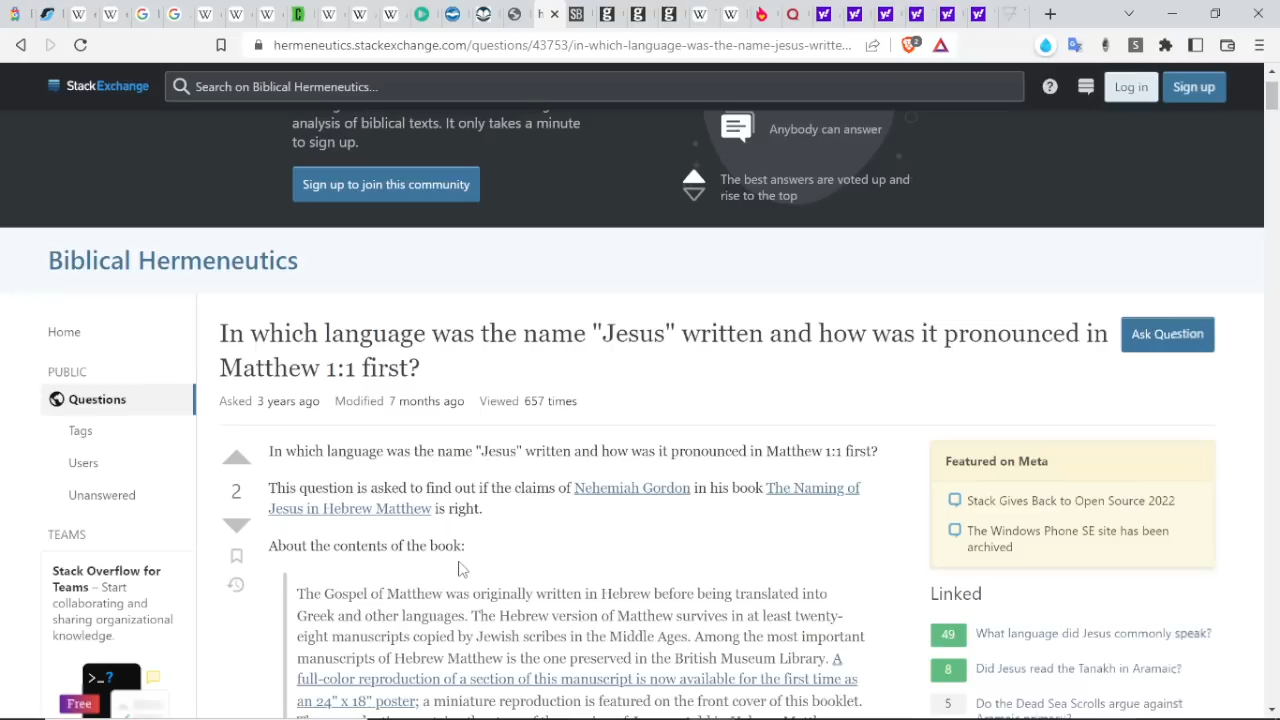 hermeneutics.stackexchange.com/questions/43753/in-which-language-was-the-name-jesus-writte...
StackExchange
Search on Biblical Hermeneutics...
Log in
Sign up
analysis of biblical texts. It only takes a minute
to sign up.
Sign up to join this community
Anybody can answer
The best answers are voted up and
rise to the top
Biblical Hermeneutics
Home
PUBLIC
Questions
Tags
Users
Unanswered
TEAMS
Stack Overflow for
Teams – Start
collaborating and
sharing organizational
knowledge.
>_?
Free
In which language was the name "Jesus" written and how was it pronounced in
Matthew 1:1 first?
Ask Question
Asked 3 years ago Modified 7 months ago Viewed 657 times
2
In which language was the name "Jesus" written and how was it pronounced in Matthew 1:1 first?
This question is asked to find out if the claims of Nehemiah Gordon in his book The Naming of
Jesus in Hebrew Matthew is right.
About the contents of the book:
The Gospel of Matthew was originally written in Hebrew before being translated into
Greek and other languages. The Hebrew version of Matthew survives in at least twenty-
eight manuscripts copied by Jewish scribes in the Middle Ages. Among the most important
manuscripts of Hebrew Matthew is the one preserved in the British Museum Library. A
full-color reproduction of a section of this manuscript is now available for the first time as
an 24" x 18" poster; a miniature reproduction is featured on the front cover of this booklet.
Featured on Meta
Stack Gives Back to Open Source 2022
The Windows Phone SE site has been
archived
Linked
49 What language did Jesus commonly speak?
8 Did Jesus read the Tanakh in Aramaic?
5 Do the Dead Sea Scrolls argue against